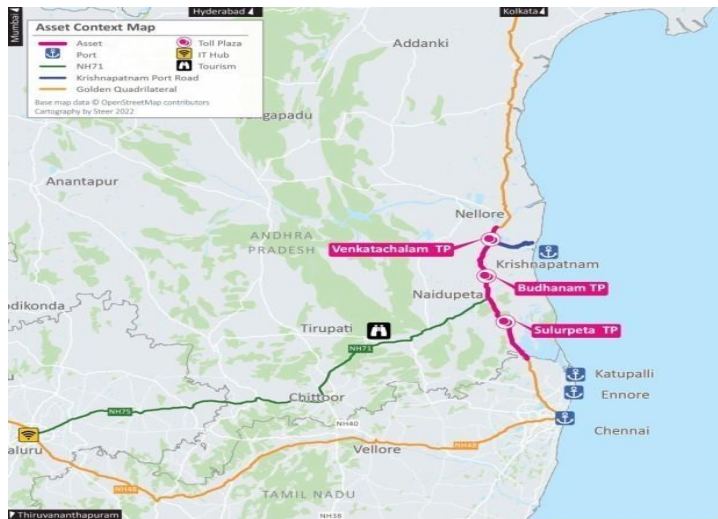 Mumbai
Hyderabad
Kolkata
Asset Context Map
Asset
Toll Plaza
Port
IT Hub
NH71
Tourism
Krishnapatnam Port Road
Golden Quadrilateral
Base map data © OpenStreetMap contributors
Cartography by Steer 2022
Addanki
Anantapur
Nellore
ANDHRA
PRADESH
Venkatachalam TP
Krishnapatnam
Budhanam TP
Naidupeta
Tirupati
Sulurpeta TP
NH71
Katupalli
Chittoor
Ennore
NH75
NH40
Chennai
aluru
Vellore
NH48
NH48
TAMIL NADU
Thiruvananthapuram
NH38